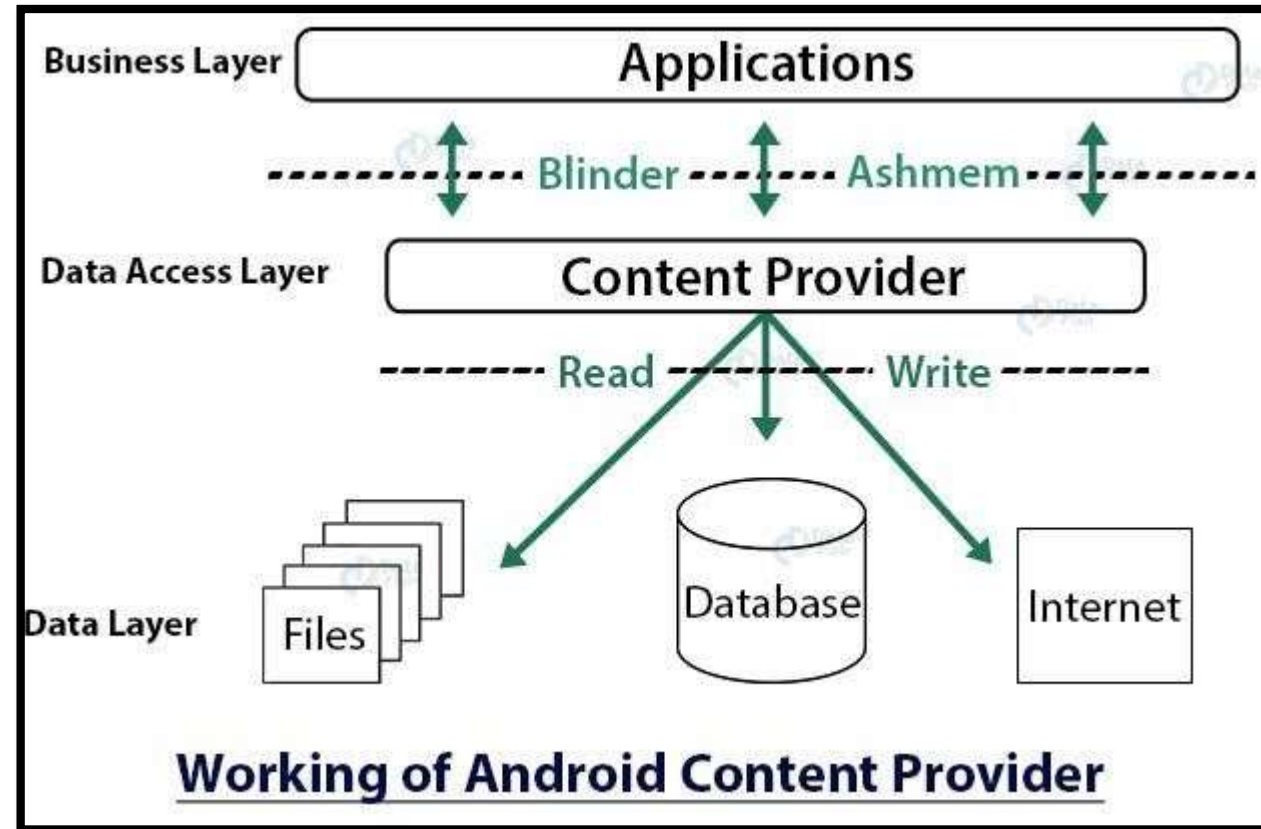 Business Layer
Applications
Blinder
Ashmem
Data Access Layer
Content Provider
Read
Write
Data Layer
Files
Database
Internet
Working of Android Content Provider